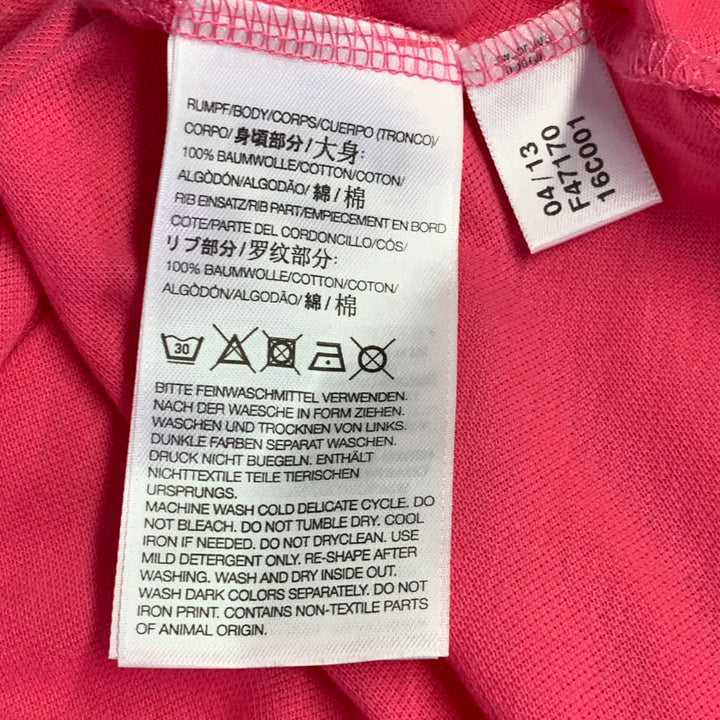 RUMPF/BODY/CORPS/CUERPO (TRONCO)/
CORPO/身頃部分/大身:
100% BAUMWOLLE/COTTON/COTON/
ALGÓDÓN/ALGODÃO/綿/棉
RIB EINSATZ/RIB PART/EMPIECEMENT EN BORD
COTE/PARTE DEL CORDONCILLO/CÓS/
リブ部分/罗纹部分:
100% BAUMWOLLE/COTTON/COTON/
ALGÓDÓN/ALGODÃO/綿/棉
30
BITTE FEINWASCHMITTEL VERWENDEN.
NACH DER WAESCHE IN FORM ZIEHEN.
WASCHEN UND TROCKNEN VON LINKS.
DUNKLE FARBEN SEPARAT WASCHEN.
DRUCK NICHT BUEGELN. ENTHÄLT
NICHTTEXTILE TEILE TIERISCHEN
URSPRUNGS.
MACHINE WASH COLD DELICATE CYCLE. DO
NOT BLEACH. DO NOT TUMBLE DRY. COOL
IRON IF NEEDED. DO NOT DRYCLEAN. USE
MILD DETERGENT ONLY. RE-SHAPE AFTER
WASHING. WASH AND DRY INSIDE OUT.
WASH DARK COLORS SEPARATELY. DO NOT
IRON PRINT. CONTAINS NON-TEXTILE PARTS
OF ANIMAL ORIGIN.
04/13
F47170
16C001